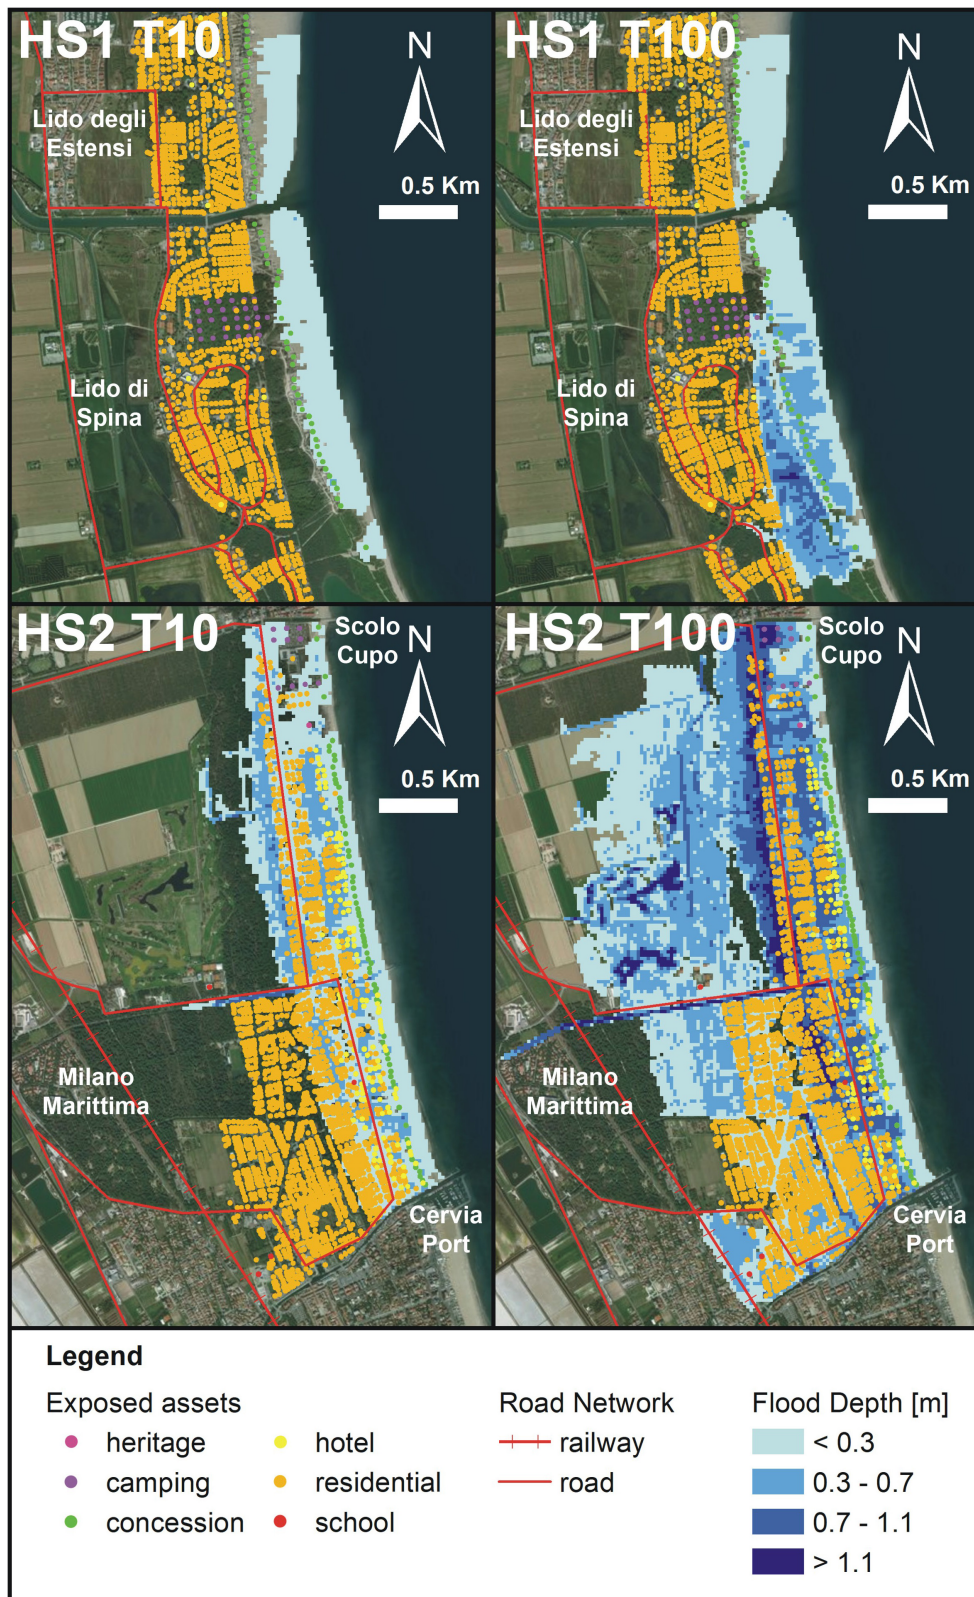 HS1 T10
N
Lido degli
Estensi
0.5 Km
Lido di
Spina
HS1 T100
N
Lido degli
Estensi
0.5 Km
Lido di
Spina
HS2 T10
Scolo
Cupo
N
0.5 Km
Milano
Marittima
Cervia
Port
HS2 T100
Scolo
Cupo
N
0.5 Km
Milano
Marittima
Cervia
Port
Legend
Exposed assets
heritage
camping
concession
hotel
residential
school
Road Network
railway
road
Flood Depth [m]
< 0.3
0.3 - 0.7
0.7 - 1.1
> 1.1